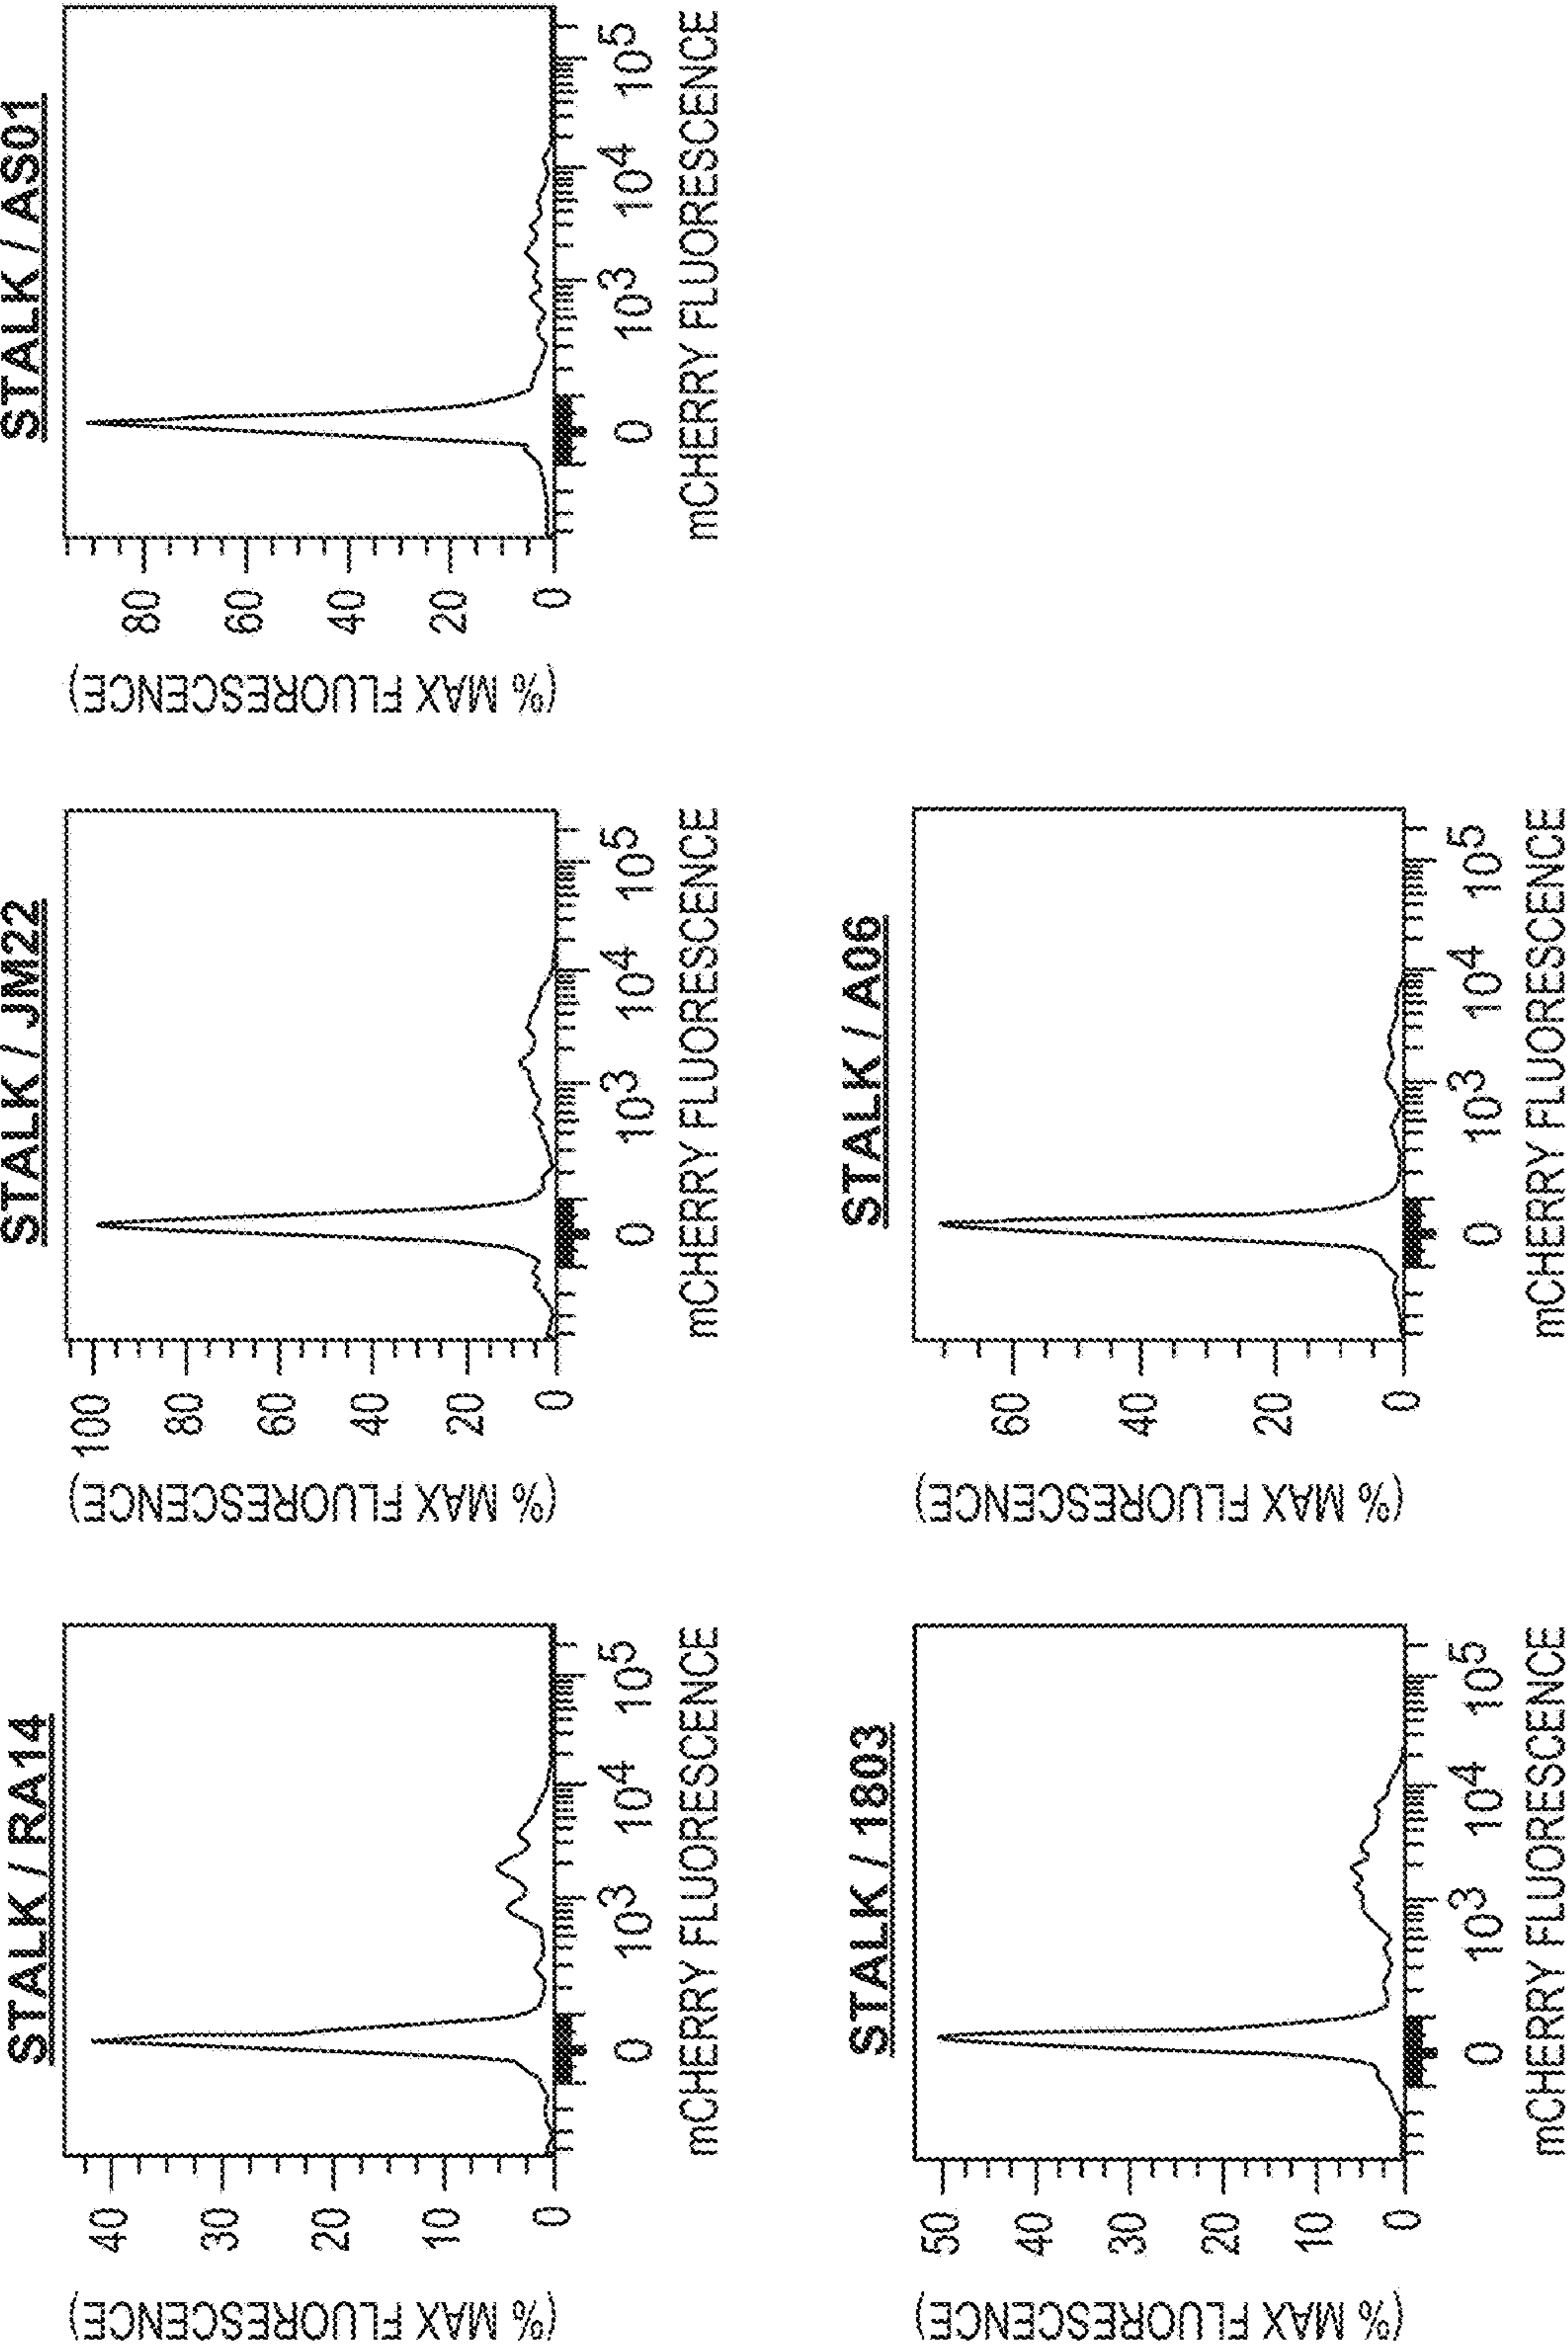 STALK / RA14
(% MAX FLUORESCENCE)
40
30
20
10
0
0 10³ 10⁴ 10⁵
mCHERRY FLUORESCENCE
STALK / JM22
(% MAX FLUORESCENCE)
100
80
60
40
20
0
0 10³ 10⁴ 10⁵
mCHERRY FLUORESCENCE
STALK / AS01
(% MAX FLUORESCENCE)
80
60
40
20
0
0 10³ 10⁴ 10⁵
mCHERRY FLUORESCENCE
STALK / 1803
(% MAX FLUORESCENCE)
50
40
30
20
10
0
0 10³ 10⁴ 10⁵
mCHERRY FLUORESCENCE
STALK / A06
(% MAX FLUORESCENCE)
60
40
20
0
0 10³ 10⁴ 10⁵
mCHERRY FLUORESCENCE